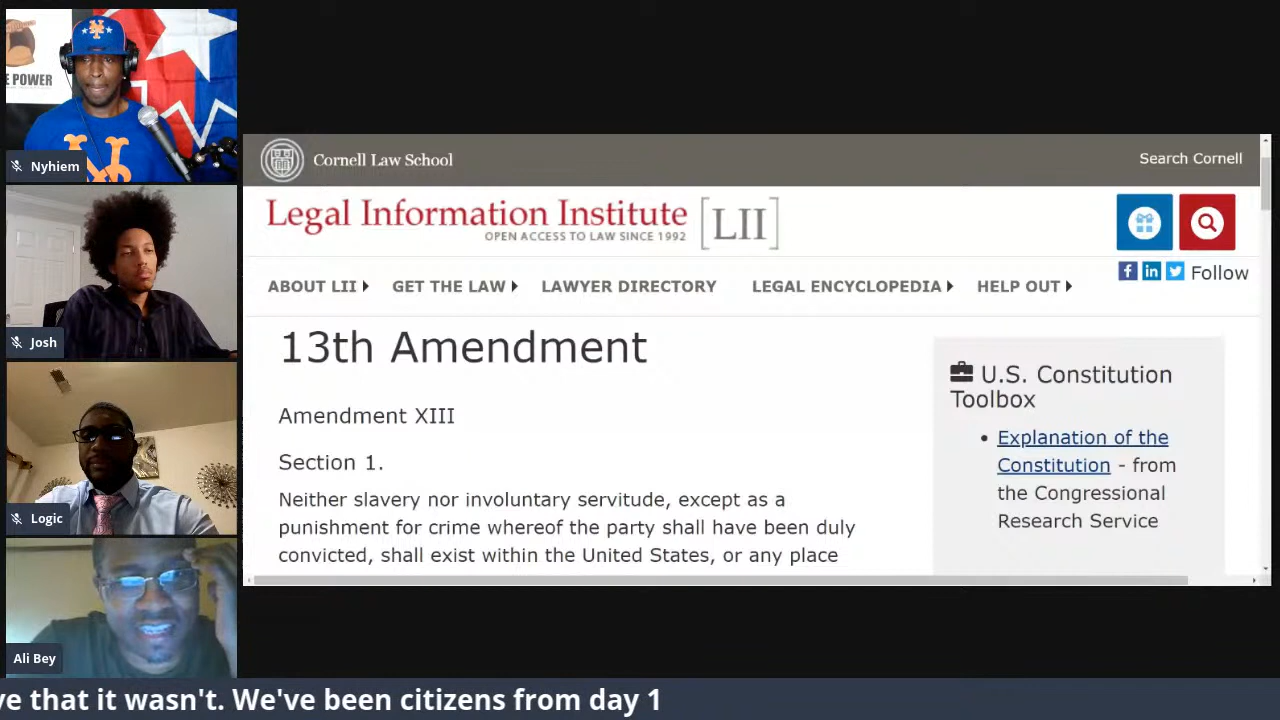 E POWER
Nyhiem
Josh
Logic
Ali Bey
Cornell Law School
Search Cornell
Legal Information Institute [LII]
OPEN ACCESS TO LAW SINCE 1992
Follow
ABOUT LII
GET THE LAW
LAWYER DIRECTORY
LEGAL ENCYCLOPEDIA
HELP OUT
13th Amendment
Amendment XIII
Section 1.
Neither slavery nor involuntary servitude, except as a
punishment for crime whereof the party shall have been duly
convicted, shall exist within the United States, or any place
U.S. Constitution
Toolbox
• Explanation of the
Constitution - from
the Congressional
Research Service
ve that it wasn't. We've been citizens from day 1